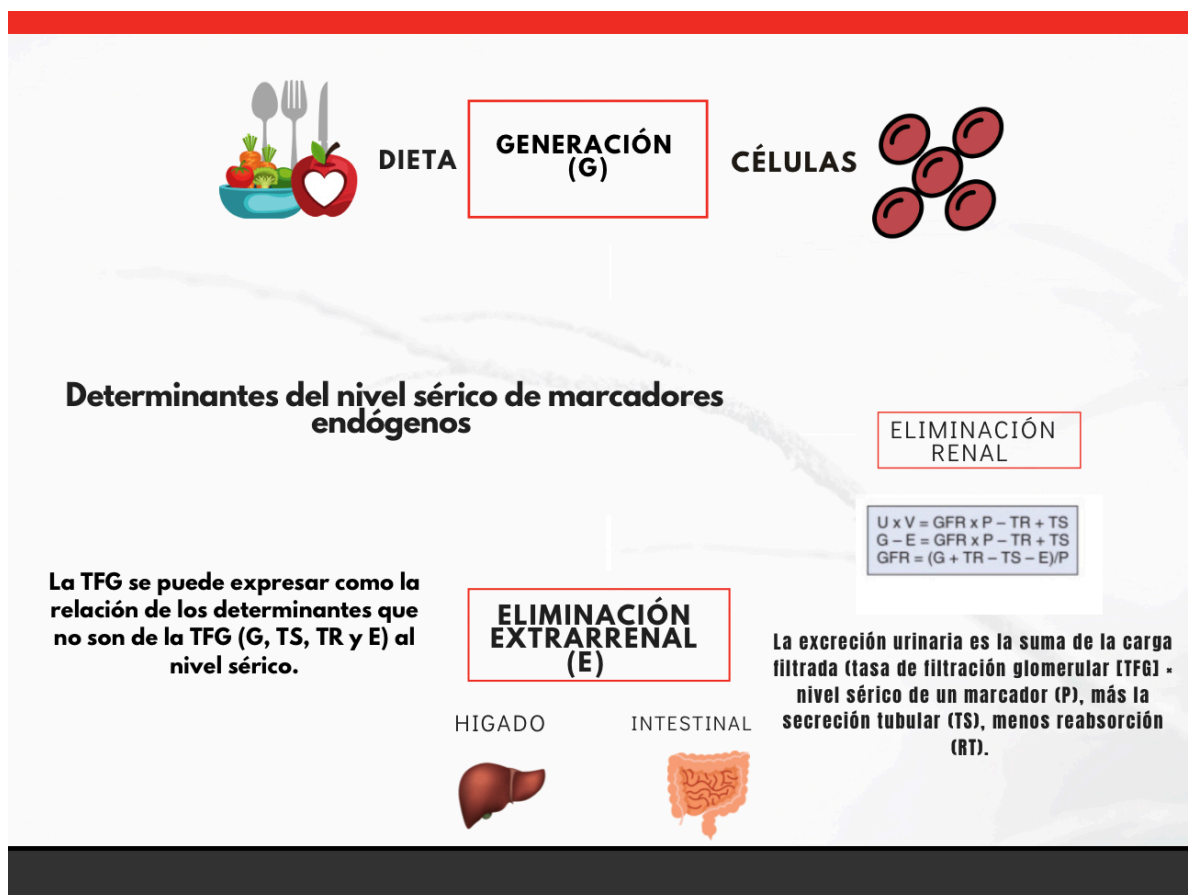 DIETA
GENERACIÓN
(G)
CÉLULAS
Determinantes del nivel sérico de marcadores
endógenos
ELIMINACIÓN
RENAL
U x V = GFR x P – TR + TS
G – E = GFR x P – TR + TS
GFR = (G + TR – TS – E)/P
La TFG se puede expresar como la
relación de los determinantes que
no son de la TFG (G, TS, TR y E) al
nivel sérico.
ELIMINACIÓN
EXTRARRENAL
(E)
HIGADO
INTESTINAL
La excreción urinaria es la suma de la carga
filtrada (tasa de filtración glomerular [TFG] ×
nivel sérico de un marcador (P), más la
secreción tubular (TS), menos reabsorción
(RT).